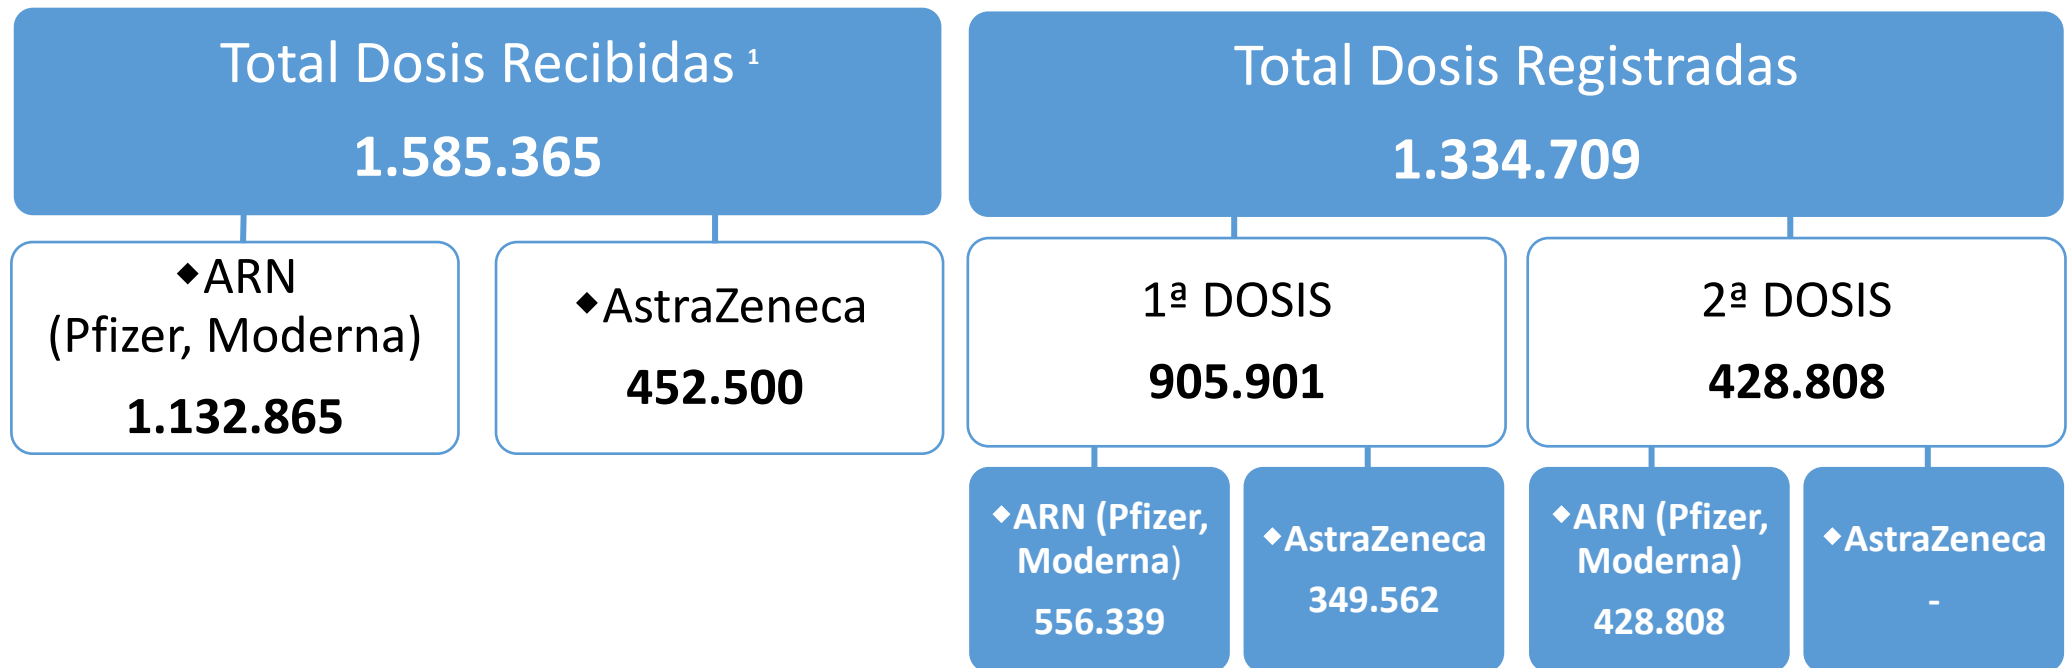 Total Dosis Recibidas ¹
1.585.365
◆ARN
(Pfizer, Moderna)
1.132.865
◆AstraZeneca
452.500
Total Dosis Registradas
1.334.709
1ª DOSIS
905.901
2ª DOSIS
428.808
◆ARN (Pfizer,
Moderna)
556.339
◆AstraZeneca
349.562
◆ARN (Pfizer,
Moderna)
428.808
◆AstraZeneca
-